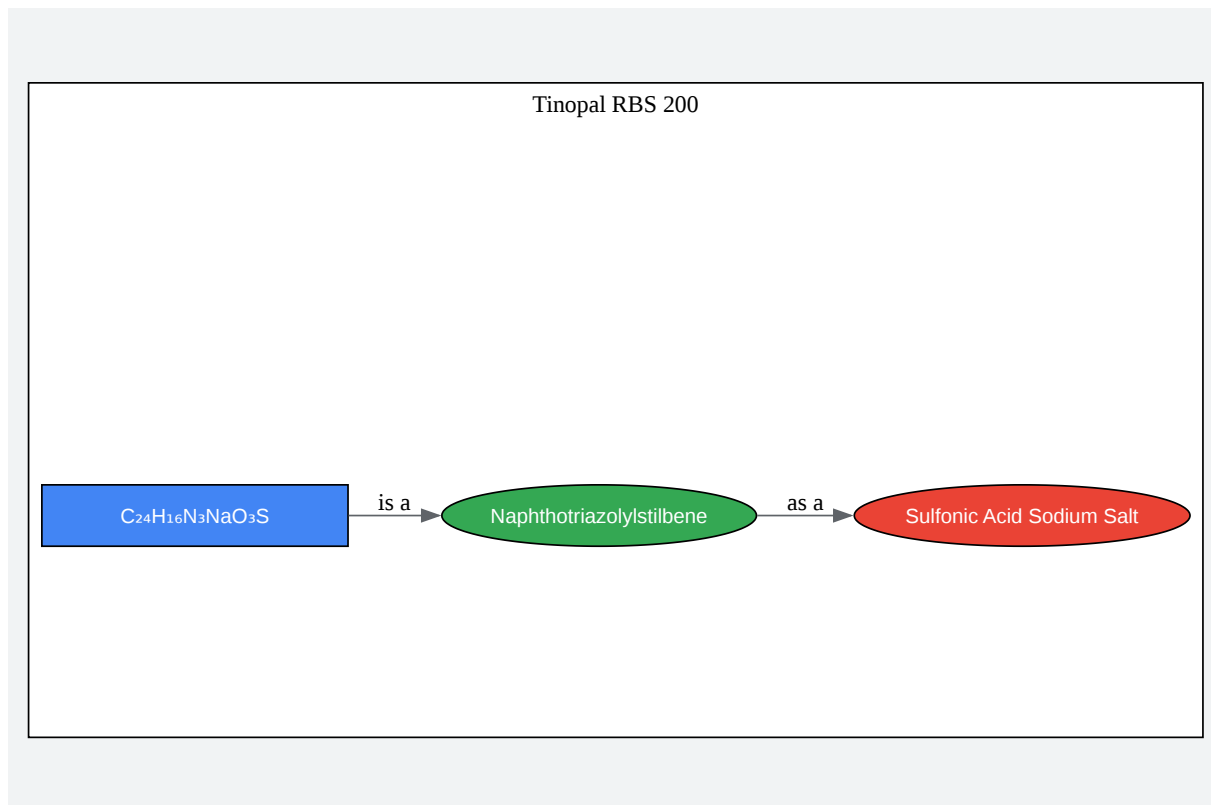 Tinopal RBS 200
C₂₄H₁₆N₃NaO₃S
is a
Naphthotriazolylstilbene
as a
Sulfonic Acid Sodium Salt